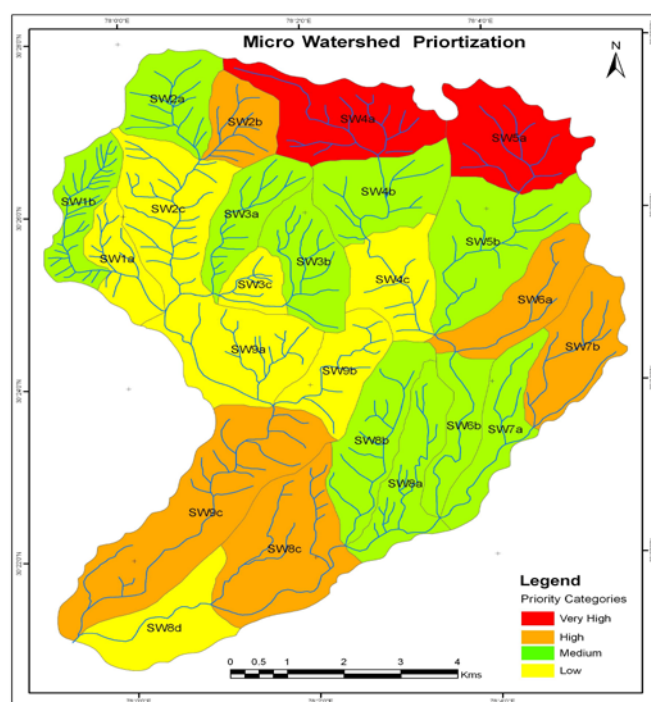 Micro Watershed Priortization
N
SW2a
SW2b
SW4a
SW5a
SW1b
SW2c
SW3a
SW4b
SW1a
SW3b
SW5b
SW3c
SW4c
SW6a
SW9a
SW9b
SW7b
SW8b
SW6b
SW7a
SW8a
SW9c
SW8c
SW8d
Legend
Priority Categories
Very High
High
Medium
Low
0 0.5 1 2 3 4
Kms